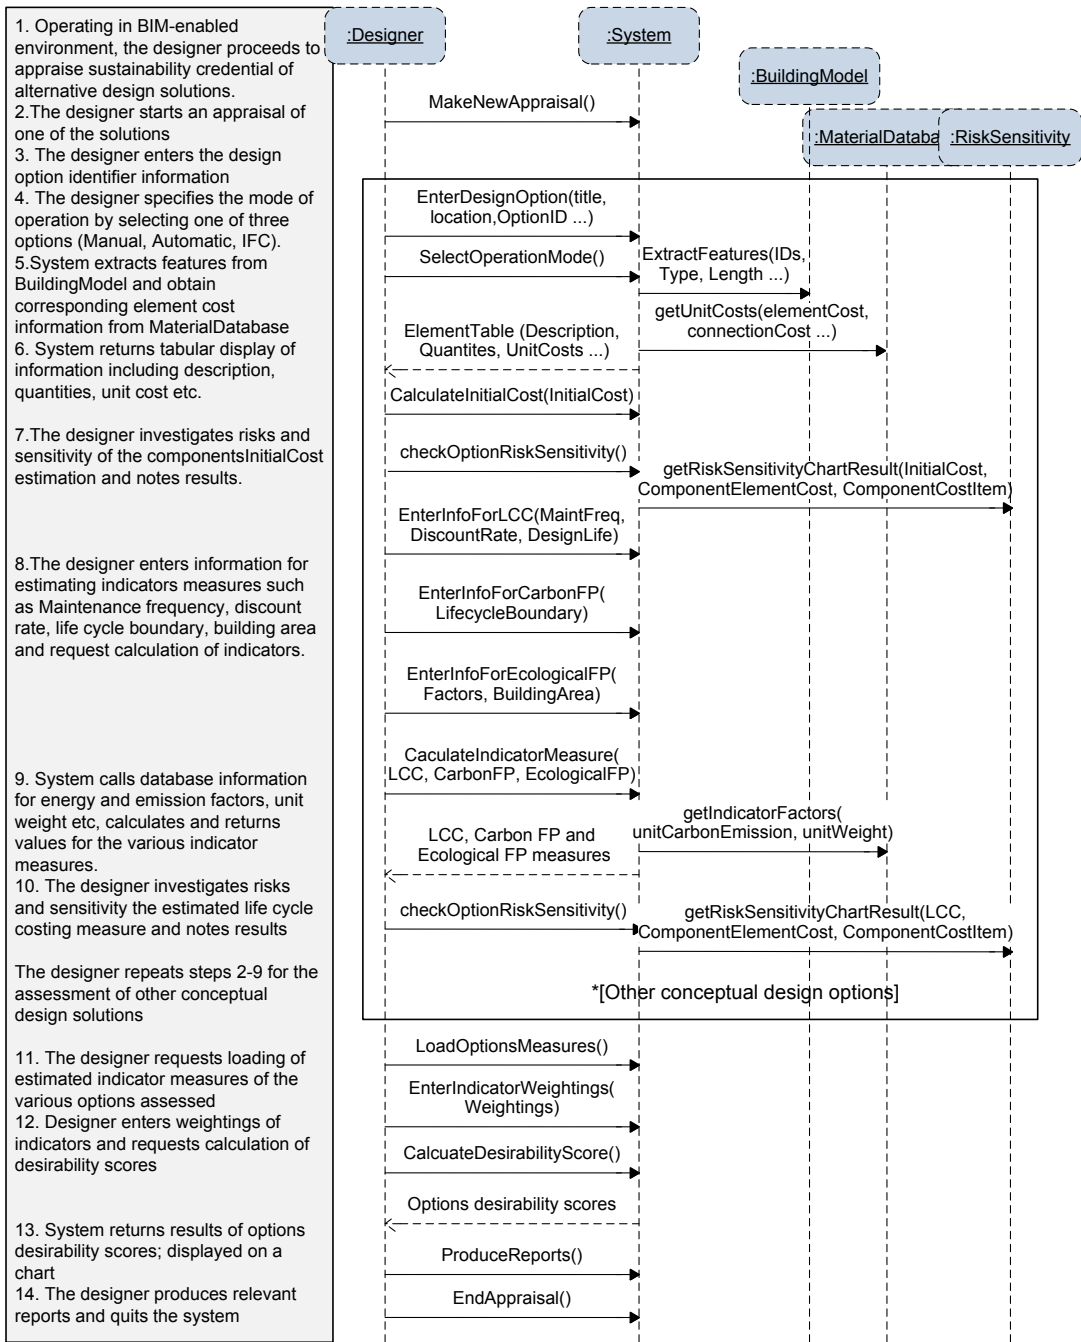 1. Operating in BIM-enabled
environment, the designer proceeds to
appraise sustainability credential of
alternative design solutions.
2.The designer starts an appraisal of
one of the solutions
3. The designer enters the design
option identifier information
4. The designer specifies the mode of
operation by selecting one of three
options (Manual, Automatic, IFC).
5.System extracts features from
BuildingModel and obtain
corresponding element cost
information from MaterialDatabase
6. System returns tabular display of
information including description,
quantities, unit cost etc.
7.The designer investigates risks and
sensitivity of the componentsInitialCost
estimation and notes results.
8.The designer enters information for
estimating indicators measures such
as Maintenance frequency, discount
rate, life cycle boundary, building area
and request calculation of indicators.
9. System calls database information
for energy and emission factors, unit
weight etc, calculates and returns
values for the various indicator
measures.
10. The designer investigates risks
and sensitivity the estimated life cycle
costing measure and notes results
The designer repeats steps 2-9 for the
assessment of other conceptual
design solutions
11. The designer requests loading of
estimated indicator measures of the
various options assessed
12. Designer enters weightings of
indicators and requests calculation of
desirability scores
13. System returns results of options
desirability scores; displayed on a
chart
14. The designer produces relevant
reports and quits the system
:Designer
:System
:BuildingModel
:MaterialDataba
:RiskSensitivity
MakeNewAppraisal()
EnterDesignOption(title,
location,OptionID ...)
SelectOperationMode()
ExtractFeatures(IDs,
Type, Length ...)
getUnitCosts(elementCost,
connectionCost ...)
ElementTable (Description,
Quantites, UnitCosts ...)
CalculateInitialCost(InitialCost)
checkOptionRiskSensitivity()
getRiskSensitivityChartResult(InitialCost,
ComponentElementCost, ComponentCostItem)
EnterInfoForLCC(MaintFreq,
DiscountRate, DesignLife)
EnterInfoForCarbonFP(
LifecycleBoundary)
EnterInfoForEcologicalFP(
Factors, BuildingArea)
CaculateIndicatorMeasure(
LCC, CarbonFP, EcologicalFP)
getIndicatorFactors(
unitCarbonEmission, unitWeight)
LCC, Carbon FP and
Ecological FP measures
checkOptionRiskSensitivity()
getRiskSensitivityChartResult(LCC,
ComponentElementCost, ComponentCostItem)
*[Other conceptual design options]
LoadOptionsMeasures()
EnterIndicatorWeightings(
Weightings)
CalcuateDesirabilityScore()
Options desirability scores
ProduceReports()
EndAppraisal()